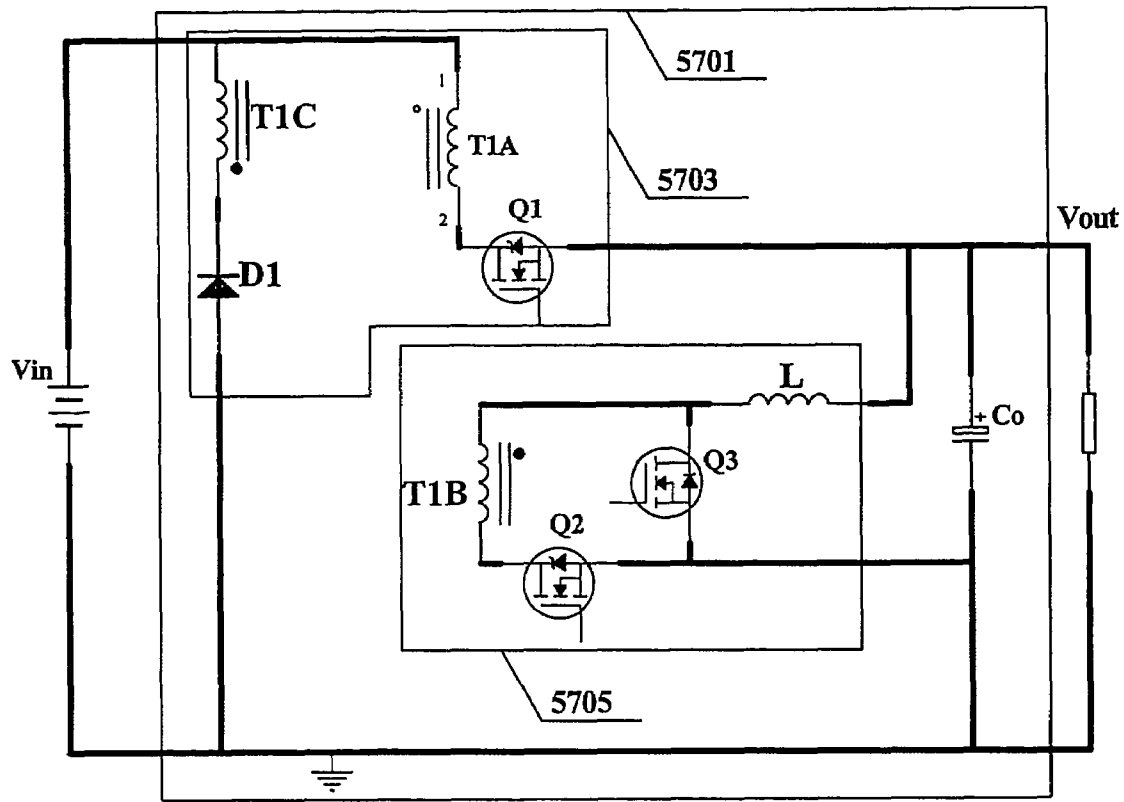 5701
1
T1C
T1A
5703
2
Q1
Vout
D1
Vin
L
+ Co
Q3
T1B
Q2
5705